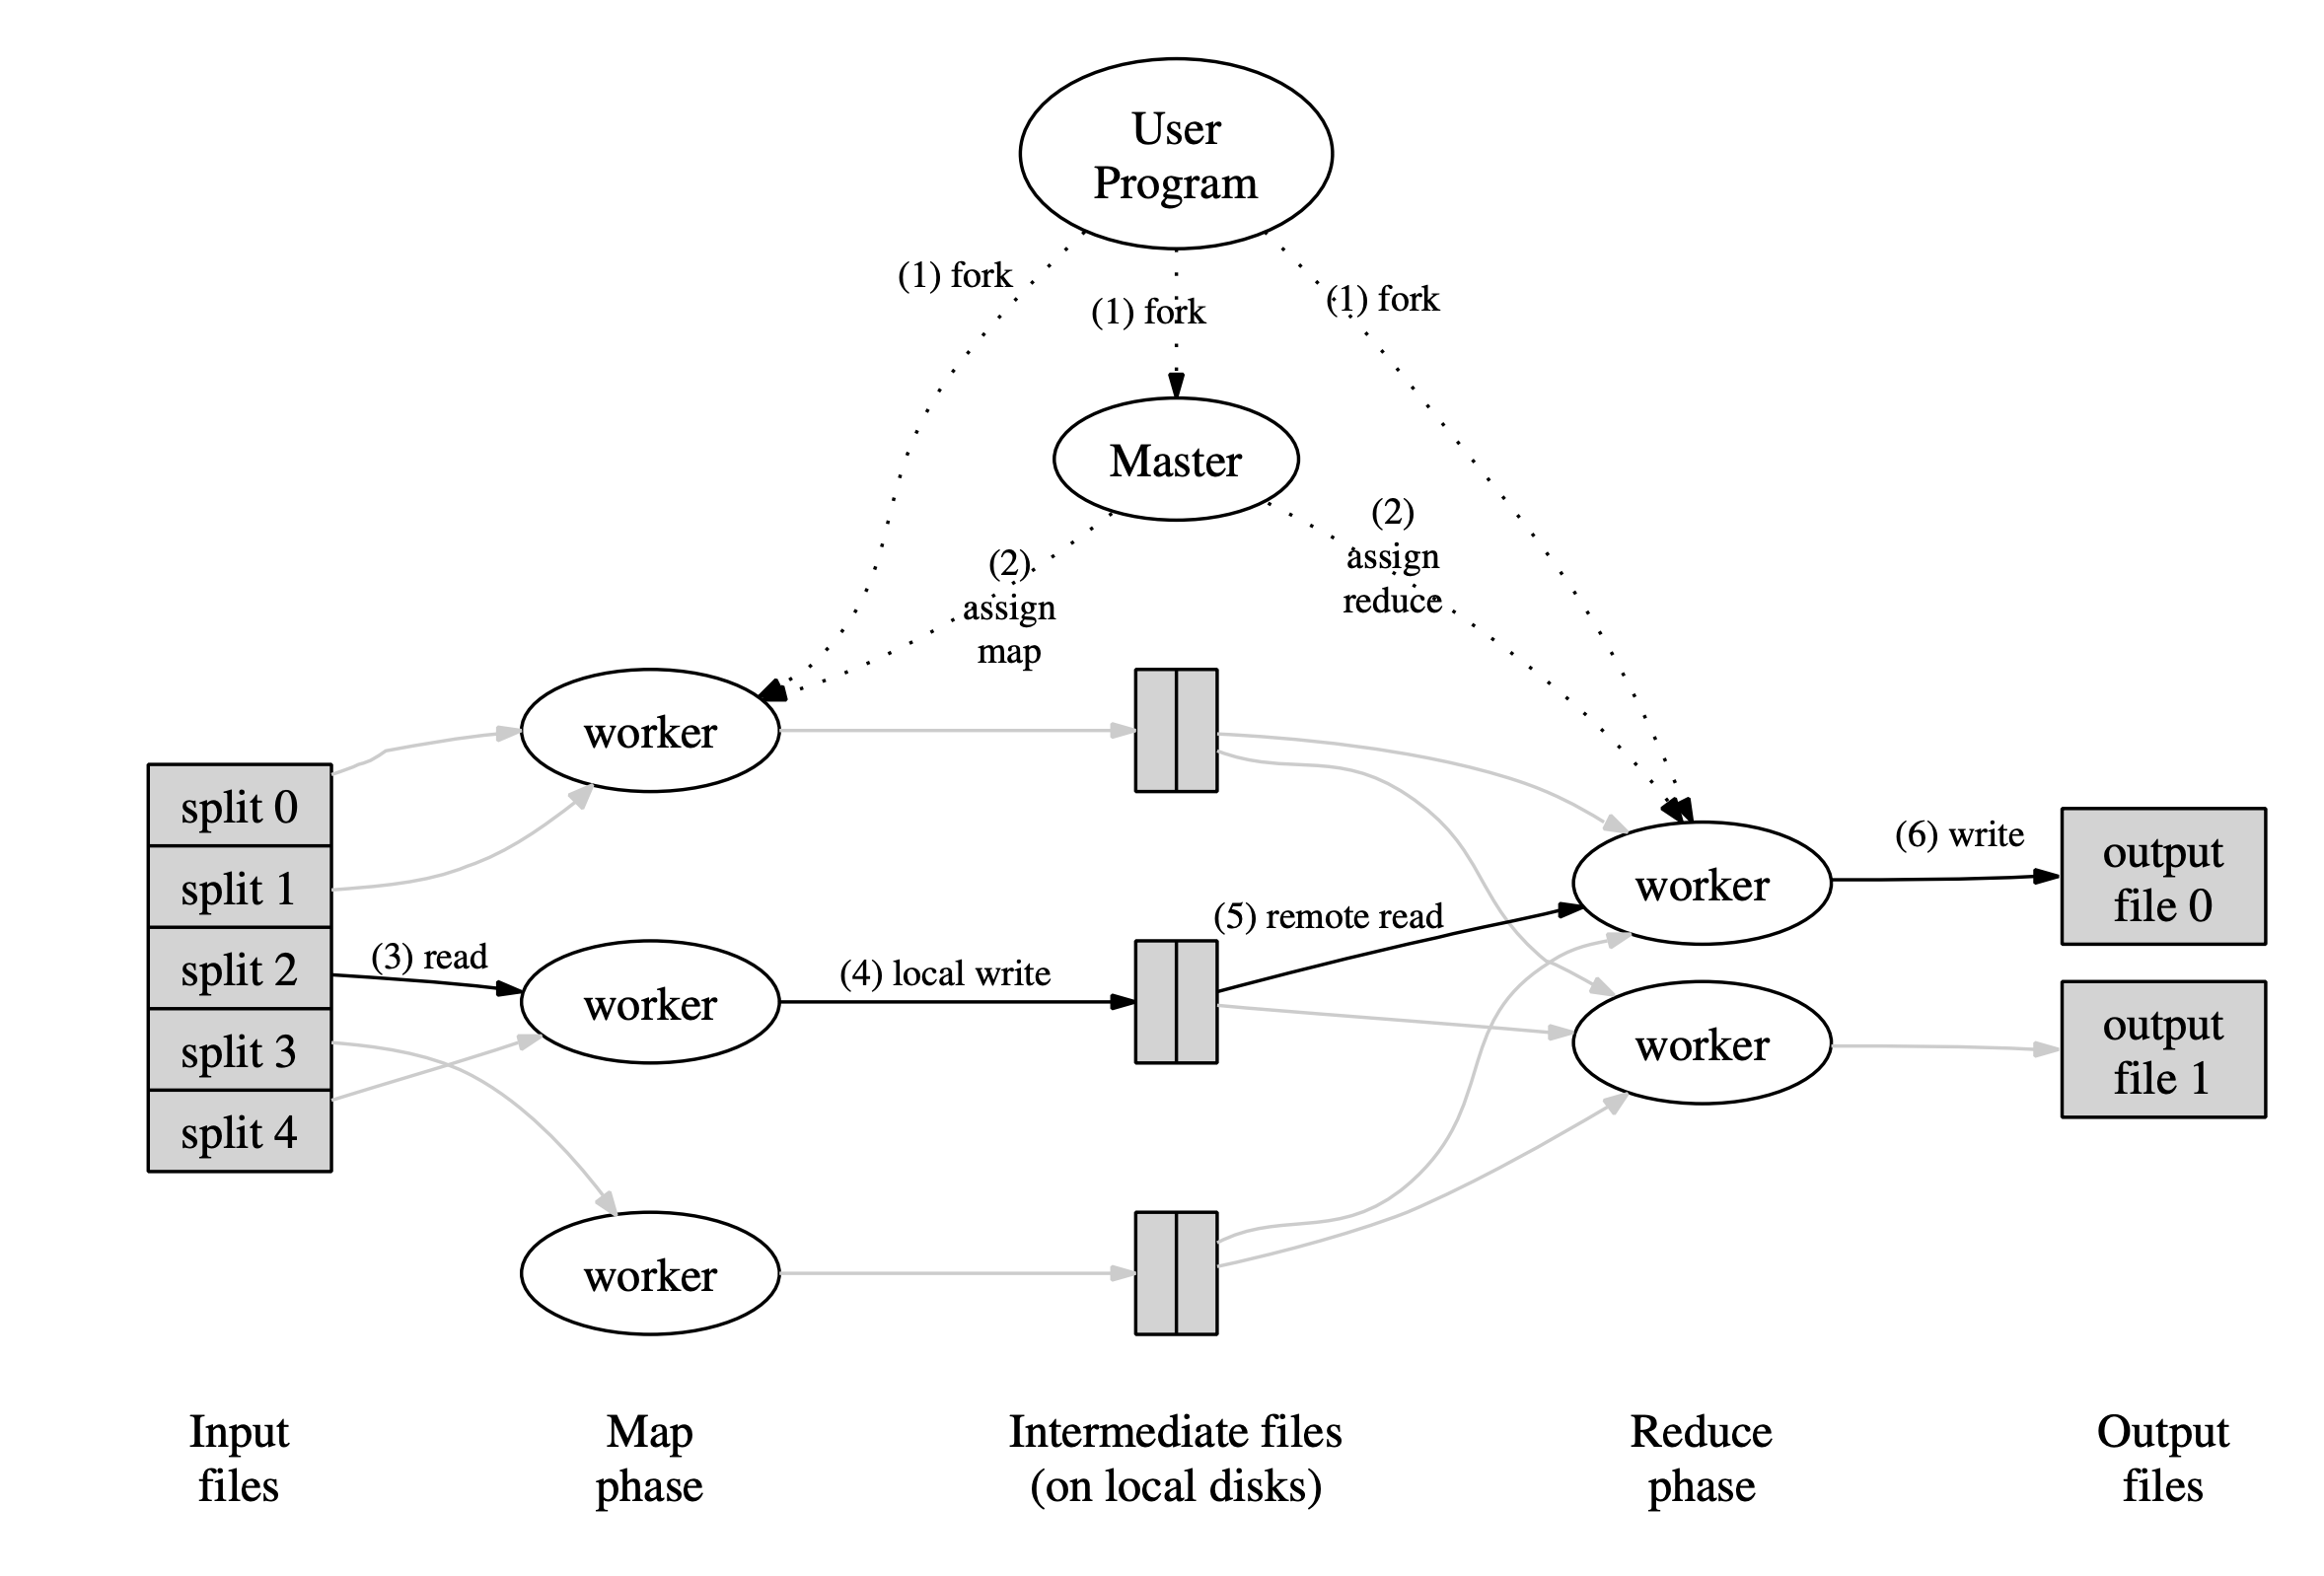 User
Program
(1) fork
(1) fork
(1) fork
Master
(2)
assign
map
(2)
assign
reduce
worker
split 0
split 1
split 2
split 3
split 4
(3) read
worker
(4) local write
worker
(5) remote read
worker
worker
(6) write
output
file 0
output
file 1
Input
files
Map
phase
Intermediate files
(on local disks)
Reduce
phase
Output
files